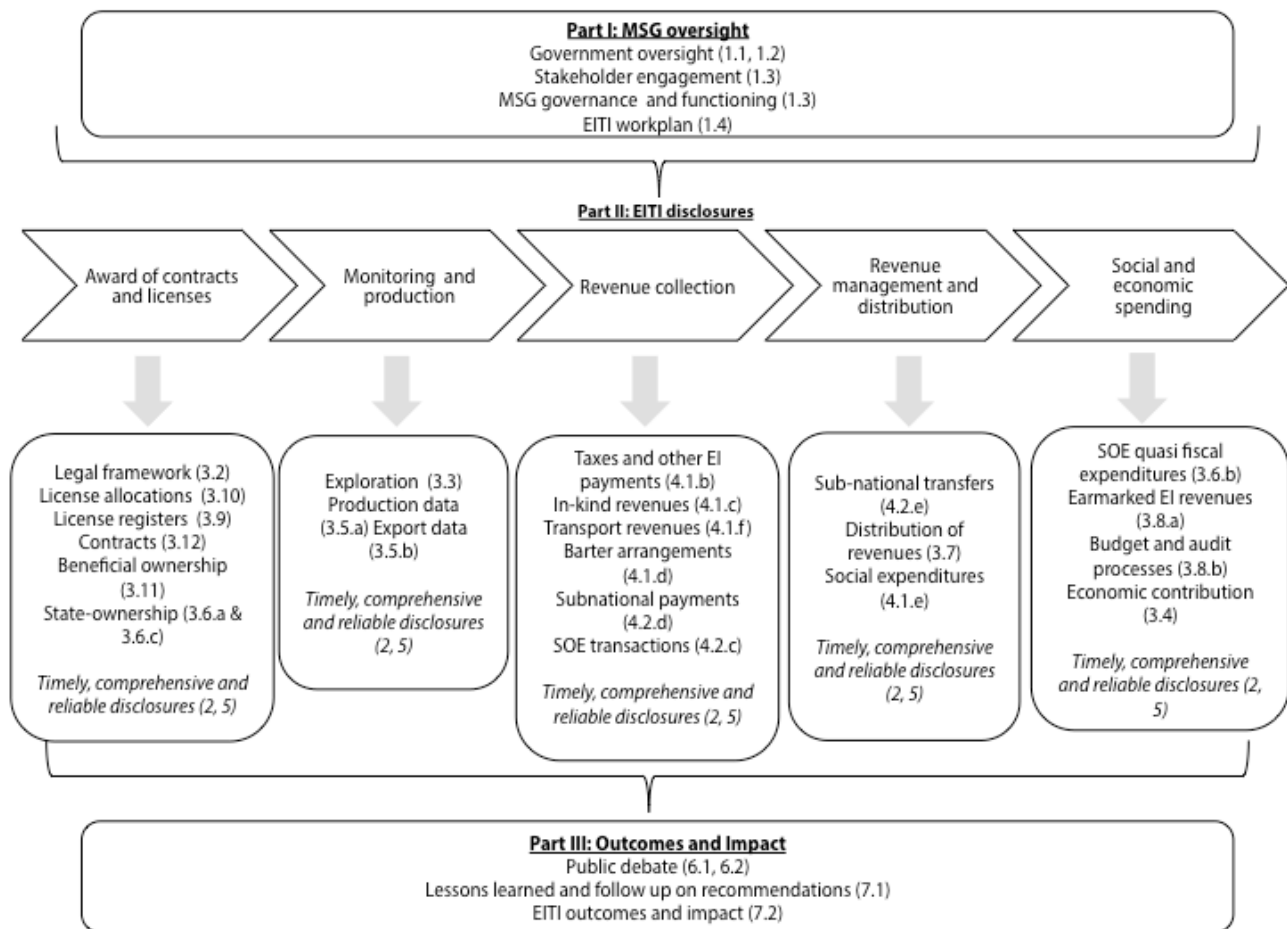 Part I: MSG oversight
Government oversight (1.1, 1.2)
Stakeholder engagement (1.3)
MSG governance and functioning (1.3)
EITI workplan (1.4)
Part II: EITI disclosures
Award of contracts
and licenses
Monitoring and
production
Revenue collection
Revenue
management and
distribution
Social and
economic
spending
Legal framework (3.2)
License allocations (3.10)
License registers (3.9)
Contracts (3.12)
Beneficial ownership
(3.11)
State-ownership (3.6.a &
3.6.c)
Timely, comprehensive and
reliable disclosures (2, 5)
Exploration (3.3)
Production data
(3.5.a) Export data
(3.5.b)
Timely, comprehensive
and reliable disclosures
(2, 5)
Taxes and other EI
payments (4.1.b)
In-kind revenues (4.1.c)
Transport revenues (4.1.f)
Barter arrangements
(4.1.d)
Subnational payments
(4.2.d)
SOE transactions (4.2.c)
Timely, comprehensive and
reliable disclosures (2, 5)
Sub-national transfers
(4.2.e)
Distribution of
revenues (3.7)
Social expenditures
(4.1.e)
Timely, comprehensive
and reliable disclosures
(2, 5)
SOE quasi fiscal
expenditures (3.6.b)
Earmarked EI revenues
(3.8.a)
Budget and audit
processes (3.8.b)
Economic contribution
(3.4)
Timely, comprehensive
and reliable disclosures (2,
5)
Part III: Outcomes and Impact
Public debate (6.1, 6.2)
Lessons learned and follow up on recommendations (7.1)
EITI outcomes and impact (7.2)